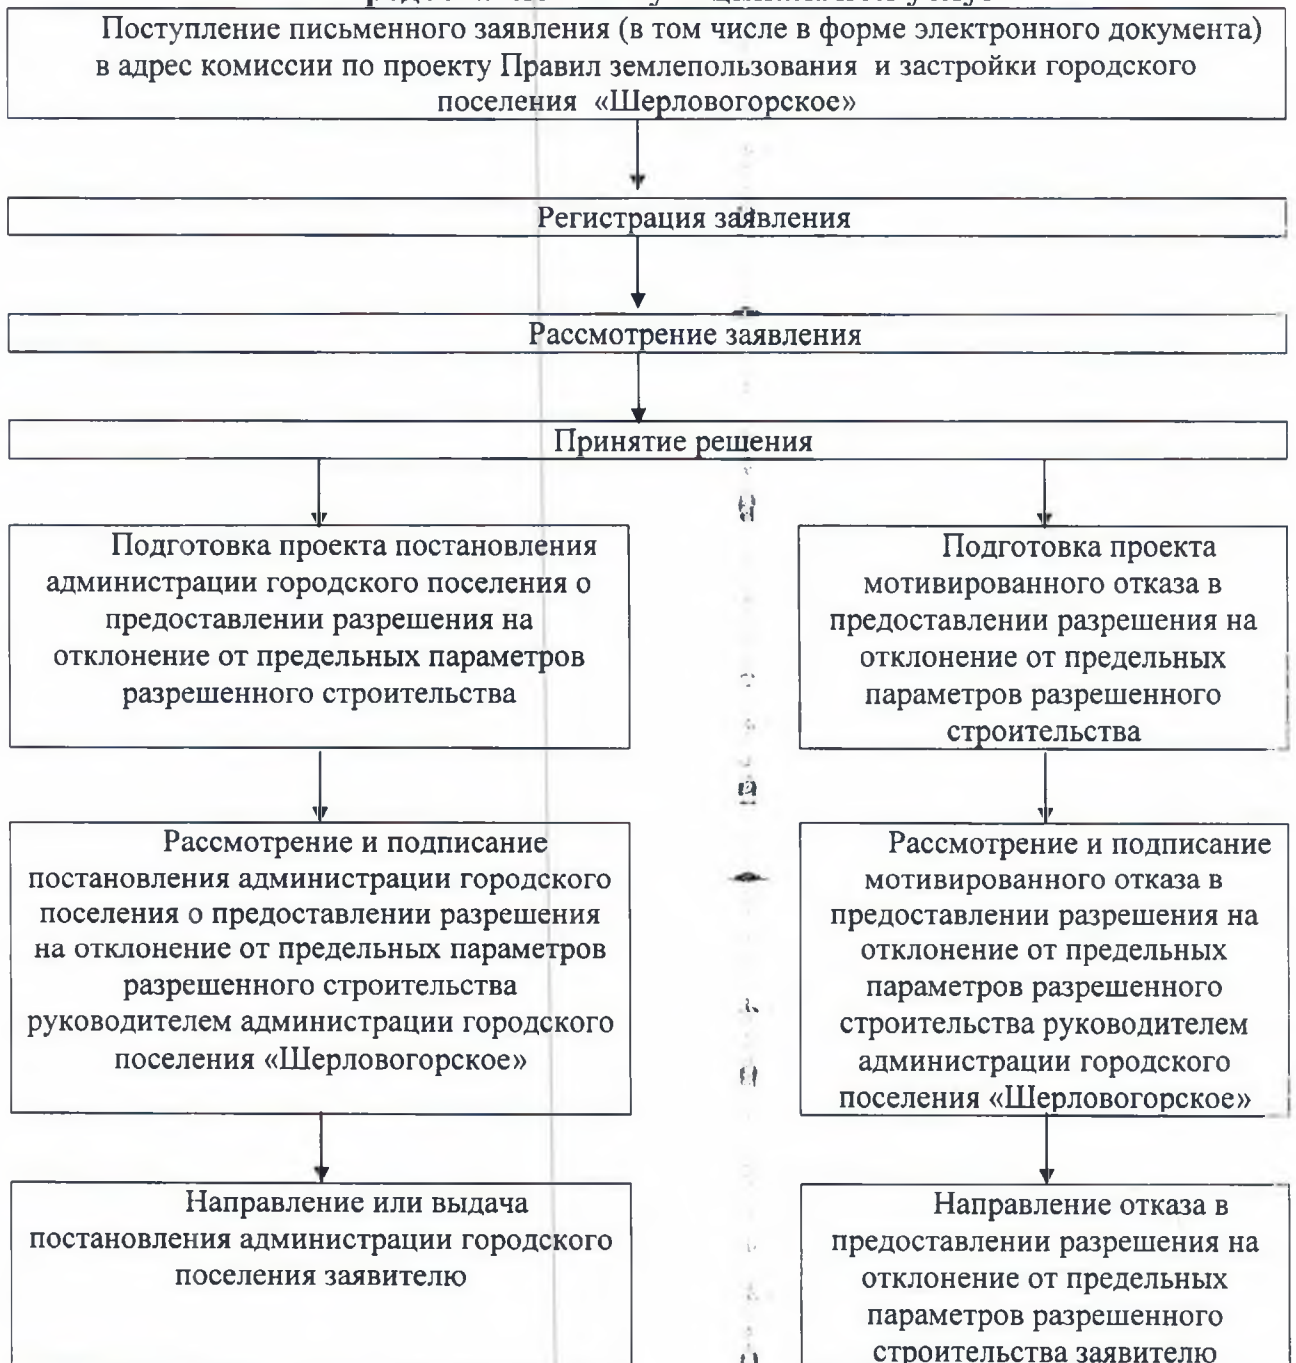 Поступление письменного заявления (в том числе в форме электронного документа)
в адрес комиссии по проекту Правил землепользования и застройки городского
поселения «Шерловогорское»
Регистрация заявления
Рассмотрение заявления
Принятие решения
Подготовка проекта постановления
администрации городского поселения о
предоставлении разрешения на
отклонение от предельных параметров
разрешенного строительства
Подготовка проекта
мотивированного отказа в
предоставлении разрешения на
отклонение от предельных
параметров разрешенного
строительства
Рассмотрение и подписание
постановления администрации городского
поселения о предоставлении разрешения
на отклонение от предельных параметров
разрешенного строительства
руководителем администрации городского
поселения «Шерловогорское»
Рассмотрение и подписание
мотивированного отказа в
предоставлении разрешения на
отклонение от предельных
параметров разрешенного
строительства руководителем
администрации городского
поселения «Шерловогорское»
Направление или выдача
постановления администрации городского
поселения заявителю
Направление отказа в
предоставлении разрешения на
отклонение от предельных
параметров разрешенного
строительства заявителю